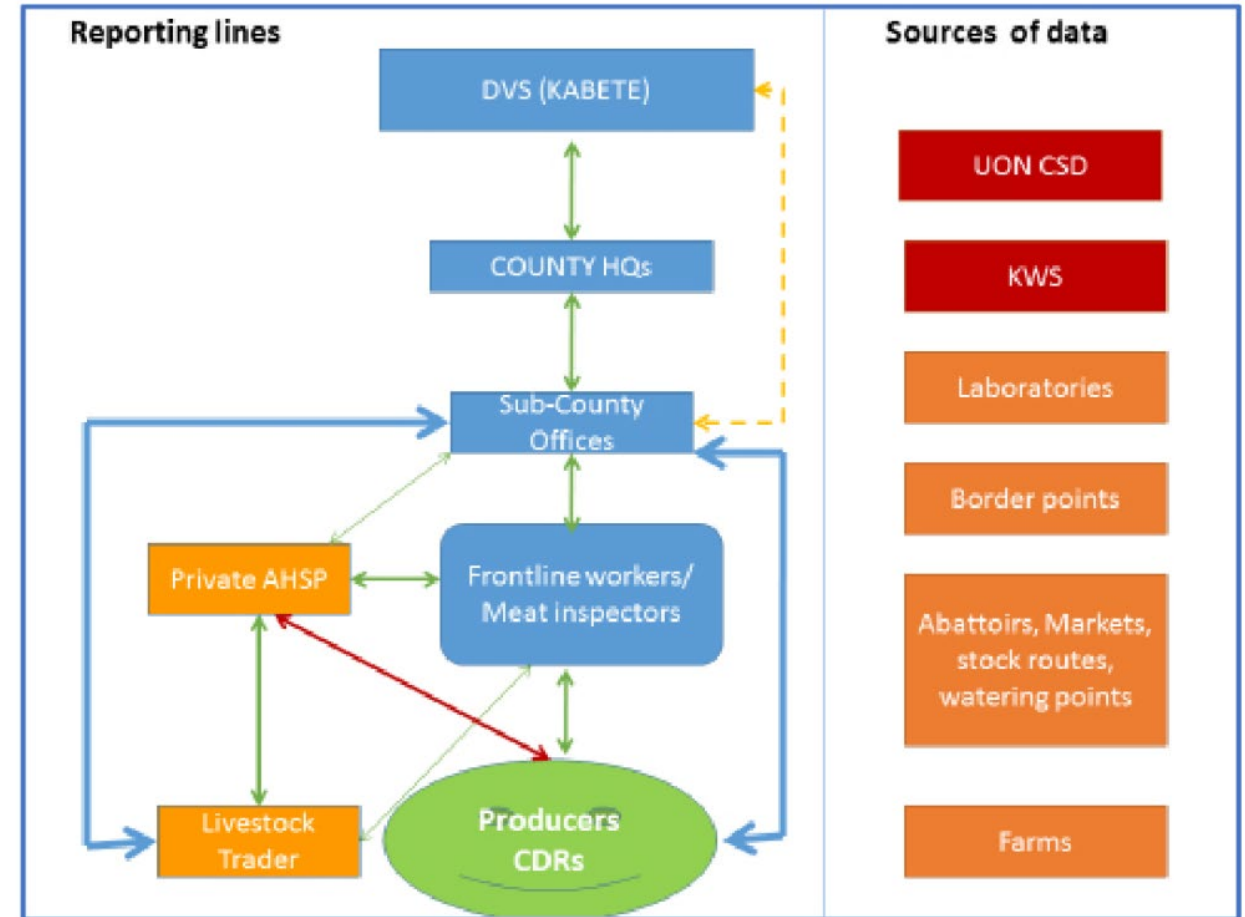 Reporting lines
DVS (KABETE)
COUNTY HQs
Sub-County
Offices
Private AHSP
Frontline workers/
Meat inspectors
Livestock
Trader
Producers
CDRs
Sources of data
UON CSD
KWS
Laboratories
Border points
Abattoirs, Markets,
stock routes,
watering points
Farms